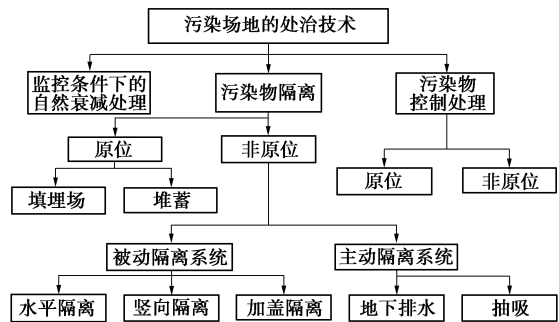 污染场地的处治技术
监控条件下的
自然衰减处理
污染物隔离
污染物
控制处理
原位
非原位
原位
非原位
填埋场
堆蓄
被动隔离系统
主动隔离系统
水平隔离
竖向隔离
加盖隔离
地下排水
抽吸